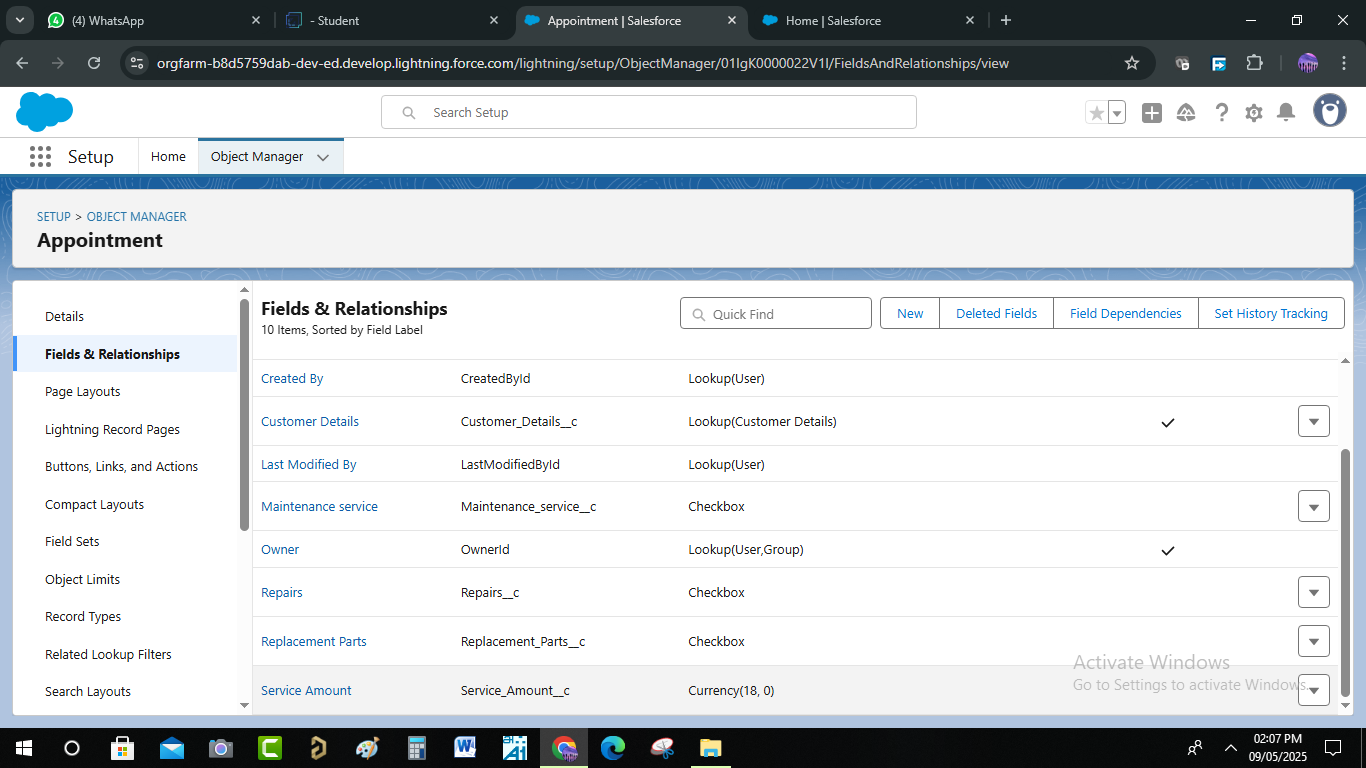 (4) WhatsApp
- Student
Appointment | Salesforce
Home | Salesforce
orgfarm-b8d5759dab-dev-ed.develop.lightning.force.com/lightning/setup/ObjectManager/01IgK0000022V1I/FieldsAndRelationships/view
Search Setup
Setup
Home
Object Manager
SETUP > OBJECT MANAGER
Appointment
Details
Fields & Relationships
Page Layouts
Lightning Record Pages
Buttons, Links, and Actions
Compact Layouts
Field Sets
Object Limits
Record Types
Related Lookup Filters
Search Layouts
Fields & Relationships
10 Items, Sorted by Field Label
Quick Find
New
Deleted Fields
Field Dependencies
Set History Tracking
Created By CreatedById Lookup(User)
Customer Details Customer_Details__c Lookup(Customer Details)
Last Modified By LastModifiedById Lookup(User)
Maintenance service Maintenance_service__c Checkbox
Owner OwnerId Lookup(User,Group)
Repairs Repairs__c Checkbox
Replacement Parts Replacement_Parts__c Checkbox
Service Amount Service_Amount__c Currency(18, 0)
Activate Windows
Go to Settings to activate Windows.
02:07 PM
09/05/2025